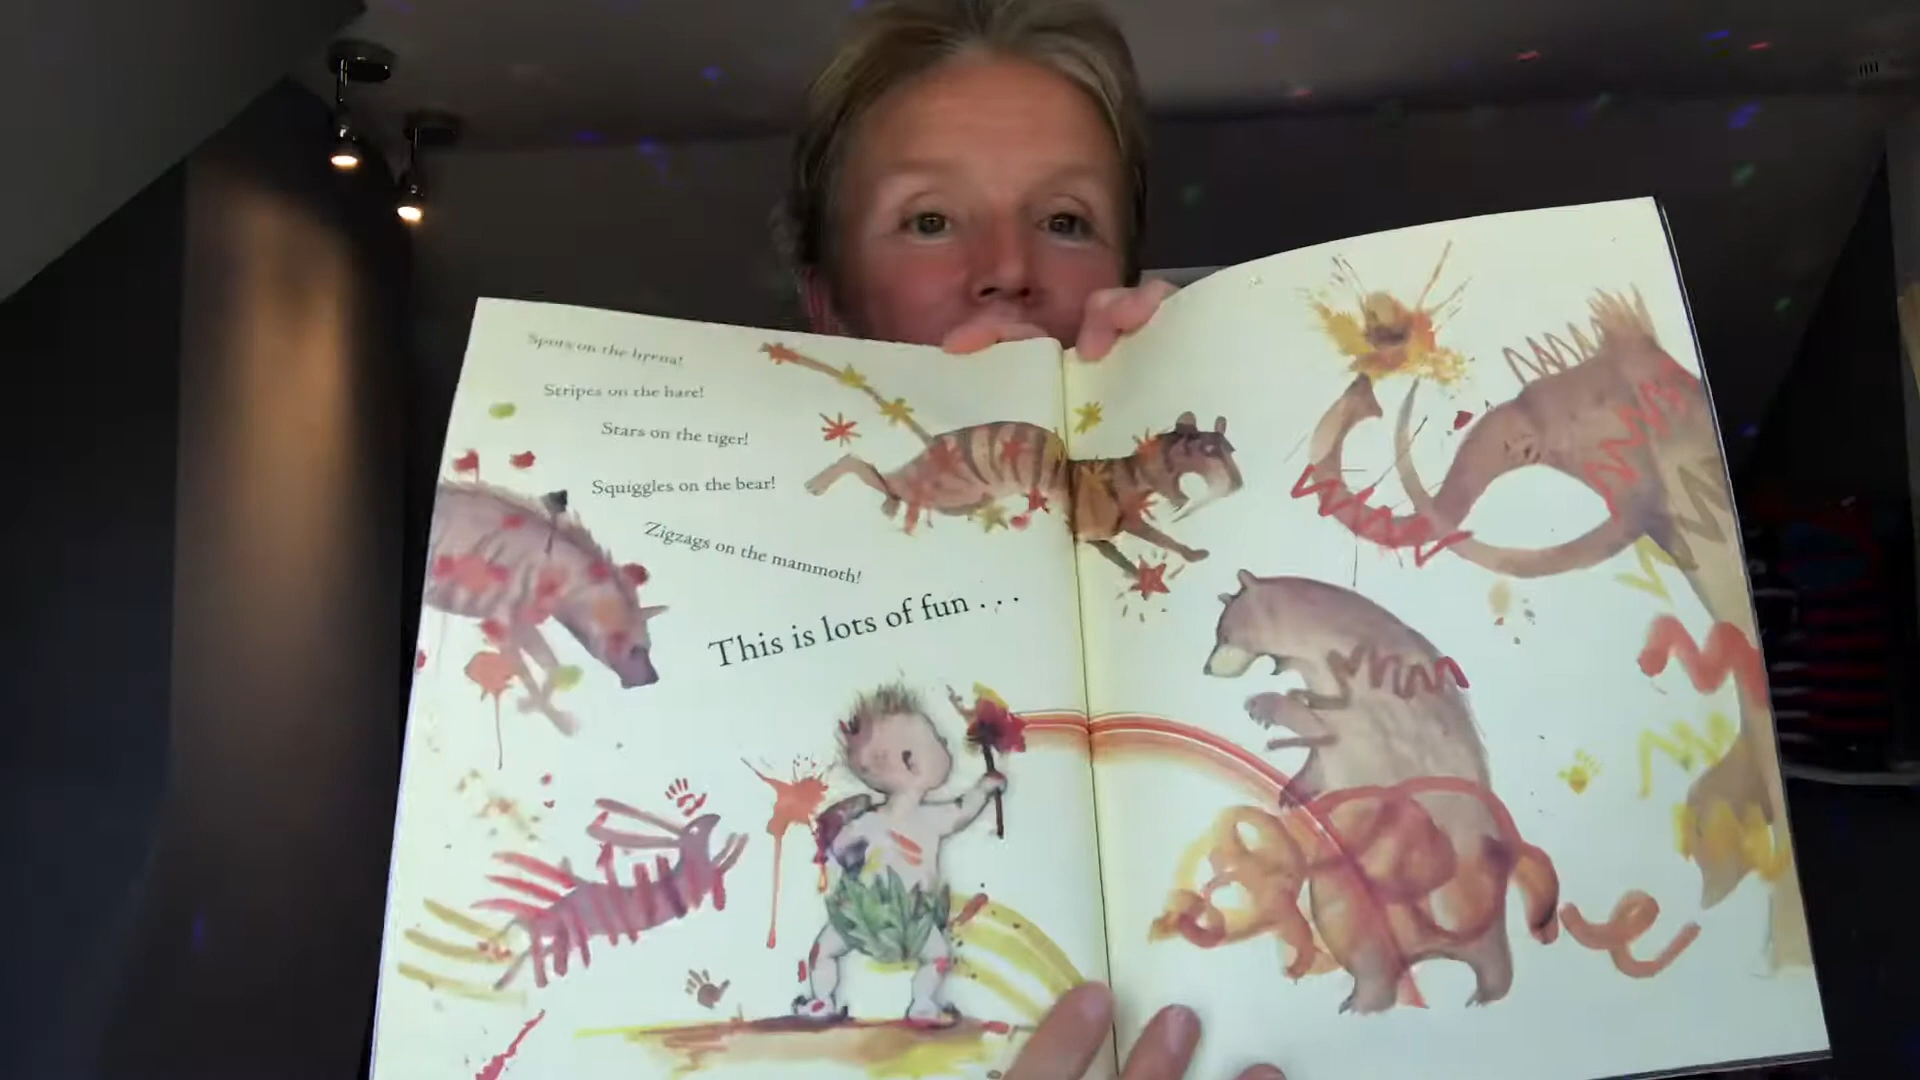 Spots on the hyena!
Stripes on the hare!
Stars on the tiger!
Squiggles on the bear!
Zigzags on the mammoth!
This is lots of fun . . .